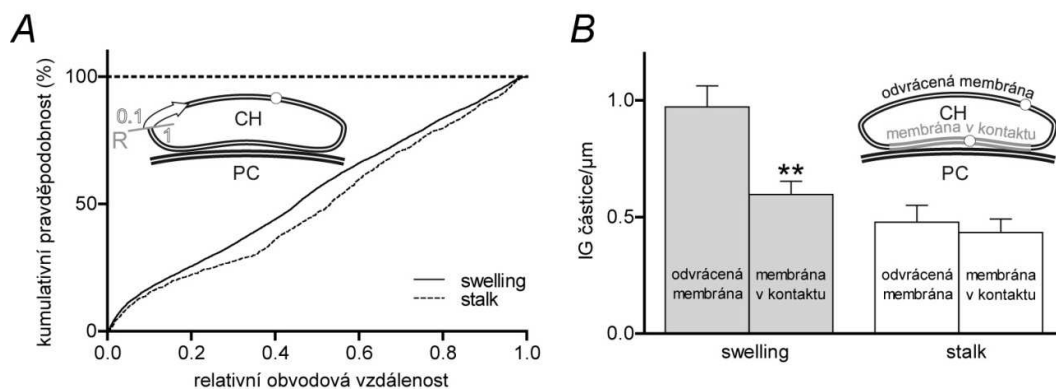 A
kumulativní pravděpodobnost (%)
100
50
0
0.1
R
1
CH
PC
swelling
stalk
0.0
0.2
0.4
0.6
0.8
1.0
relativní obvodová vzdálenost
B
IG částice/µm
1.0
0.5
0.0
**
odvrácená
membrána
membrána
v kontaktu
odvrácená
membrána
membrána
v kontaktu
odvrácená membrána
CH
membrána v kontaktu
PC
swelling
stalk